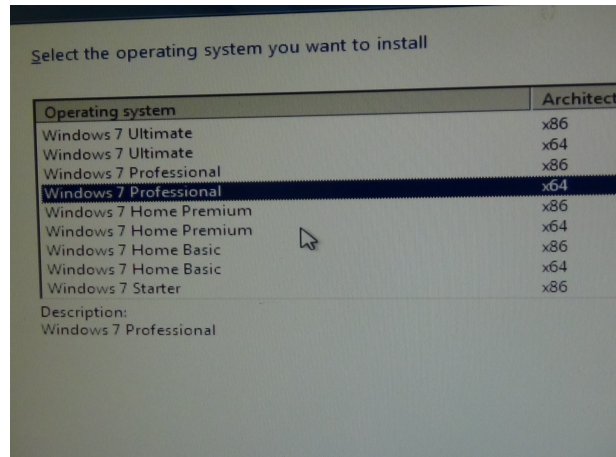 Select the operating system you want to install
Operating system Architect
Windows 7 Ultimate x86
Windows 7 Ultimate x64
Windows 7 Professional x86
Windows 7 Professional x64
Windows 7 Home Premium x86
Windows 7 Home Premium x64
Windows 7 Home Basic x86
Windows 7 Home Basic x64
Windows 7 Starter x86
Description:
Windows 7 Professional